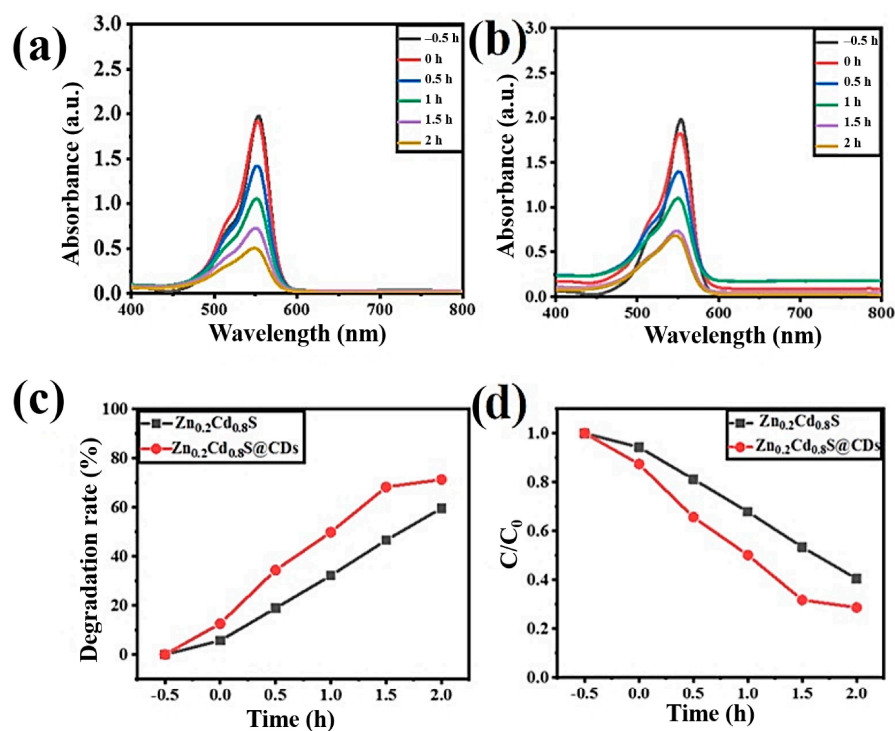 (a)
Absorbance (a.u.)
3.0
2.5
2.0
1.5
1.0
0.5
0.0
400
500
600
700
800
Wavelength (nm)
–0.5 h
0 h
0.5 h
1 h
1.5 h
2 h
(b)
Absorbance (a.u.)
3.0
2.5
2.0
1.5
1.0
0.5
0.0
400
500
600
700
800
Wavelength (nm)
–0.5 h
0 h
0.5 h
1 h
1.5 h
2 h
(c)
Degradation rate (%)
100
80
60
40
20
0
-0.5
0.0
0.5
1.0
1.5
2.0
Time (h)
Zn0.2Cd0.8S
Zn0.2Cd0.8S@CDs
(d)
C/C0
1.0
0.8
0.6
0.4
0.2
0.0
-0.5
0.0
0.5
1.0
1.5
2.0
Time (h)
Zn0.2Cd0.8S
Zn0.2Cd0.8S@CDs